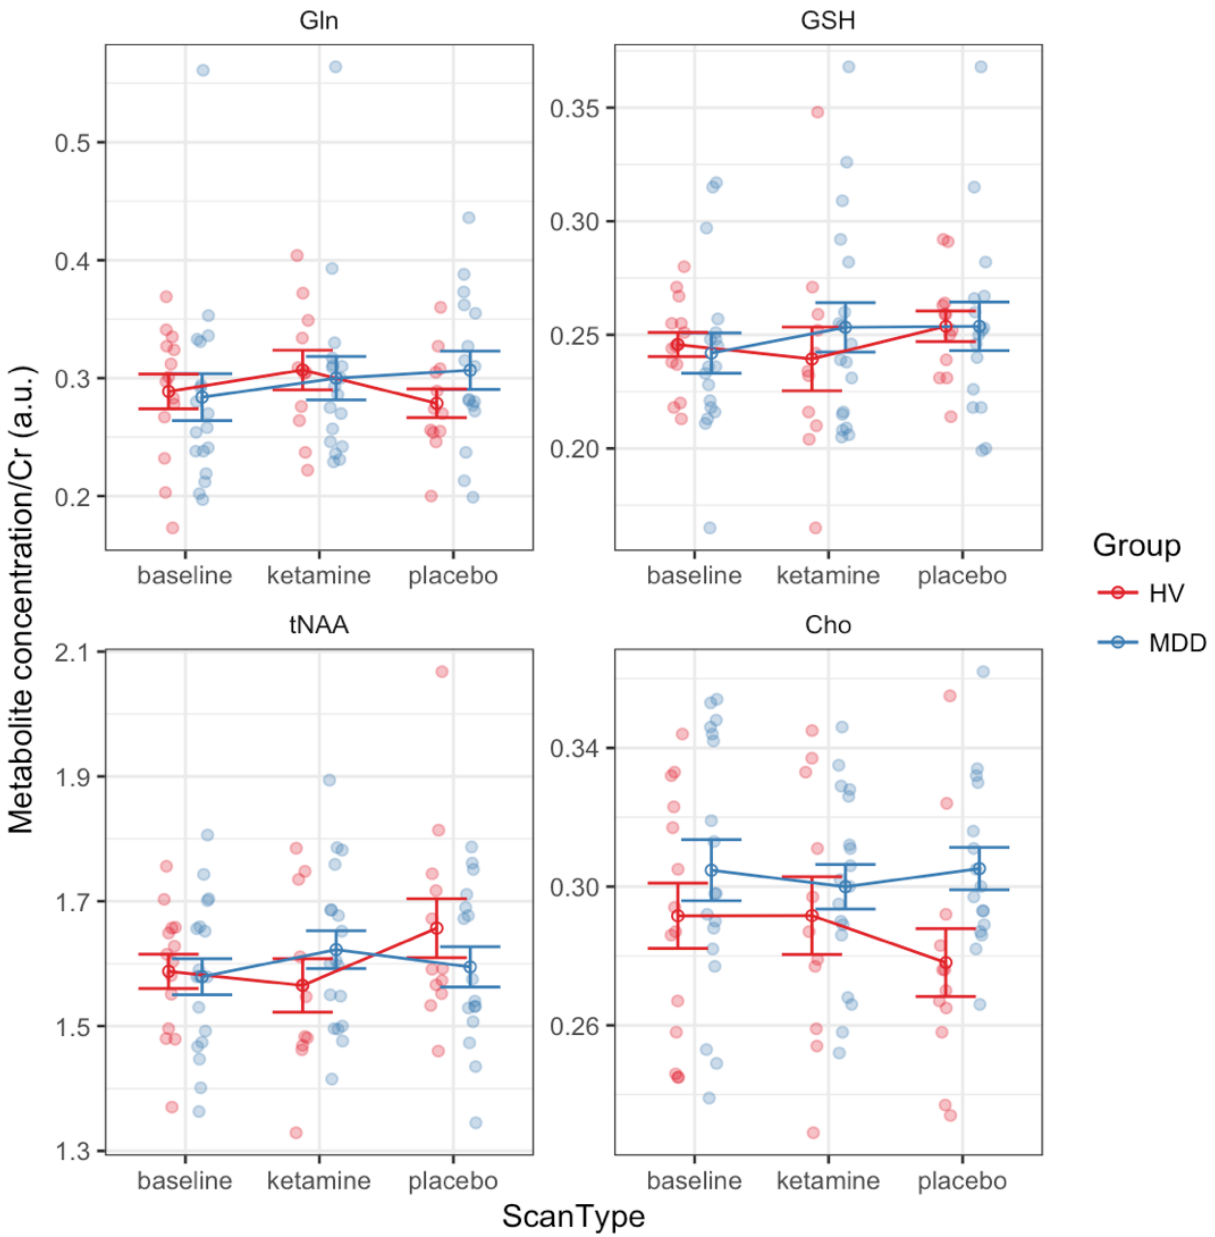 Gln
GSH
0.5
0.4
0.3
0.2
0.35
0.30
0.25
0.20
baseline ketamine placebo
baseline ketamine placebo
tNAA
Cho
2.1
1.9
1.7
1.5
1.3
0.34
0.30
0.26
baseline ketamine placebo
baseline ketamine placebo
Metabolite concentration/Cr (a.u.)
ScanType
Group
HV
MDD